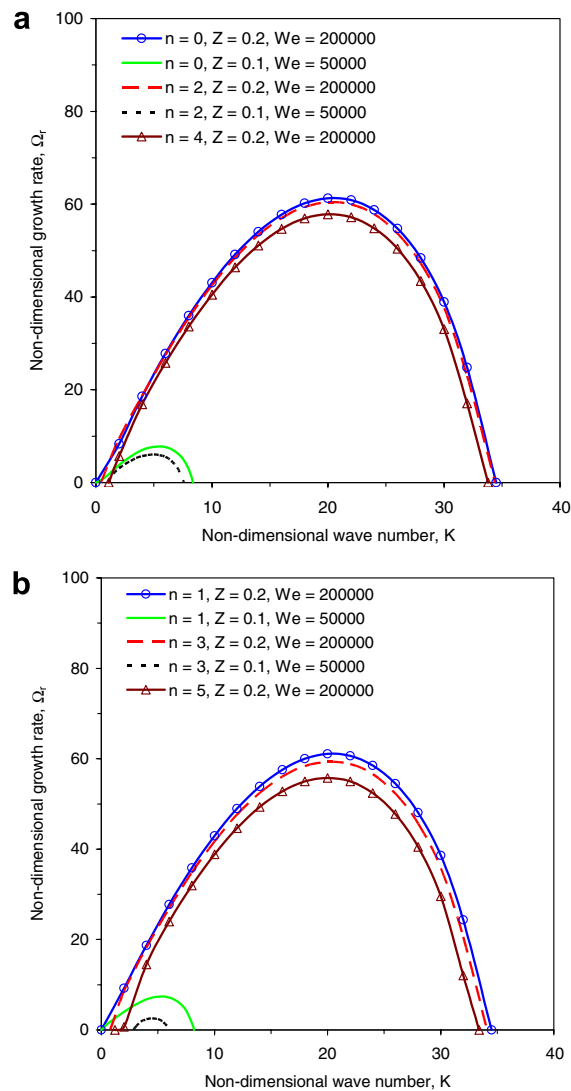 a
100
80
60
40
20
0
Non-dimensional growth rate, Ωr
n = 0, Z = 0.2, We = 200000
n = 0, Z = 0.1, We = 50000
n = 2, Z = 0.2, We = 200000
n = 2, Z = 0.1, We = 50000
n = 4, Z = 0.2, We = 200000
0 10 20 30 40
Non-dimensional wave number, K
b
100
80
60
40
20
0
Non-dimensional growth rate, Ωr
n = 1, Z = 0.2, We = 200000
n = 1, Z = 0.1, We = 50000
n = 3, Z = 0.2, We = 200000
n = 3, Z = 0.1, We = 50000
n = 5, Z = 0.2, We = 200000
0 10 20 30 40
Non-dimensional wave number, K